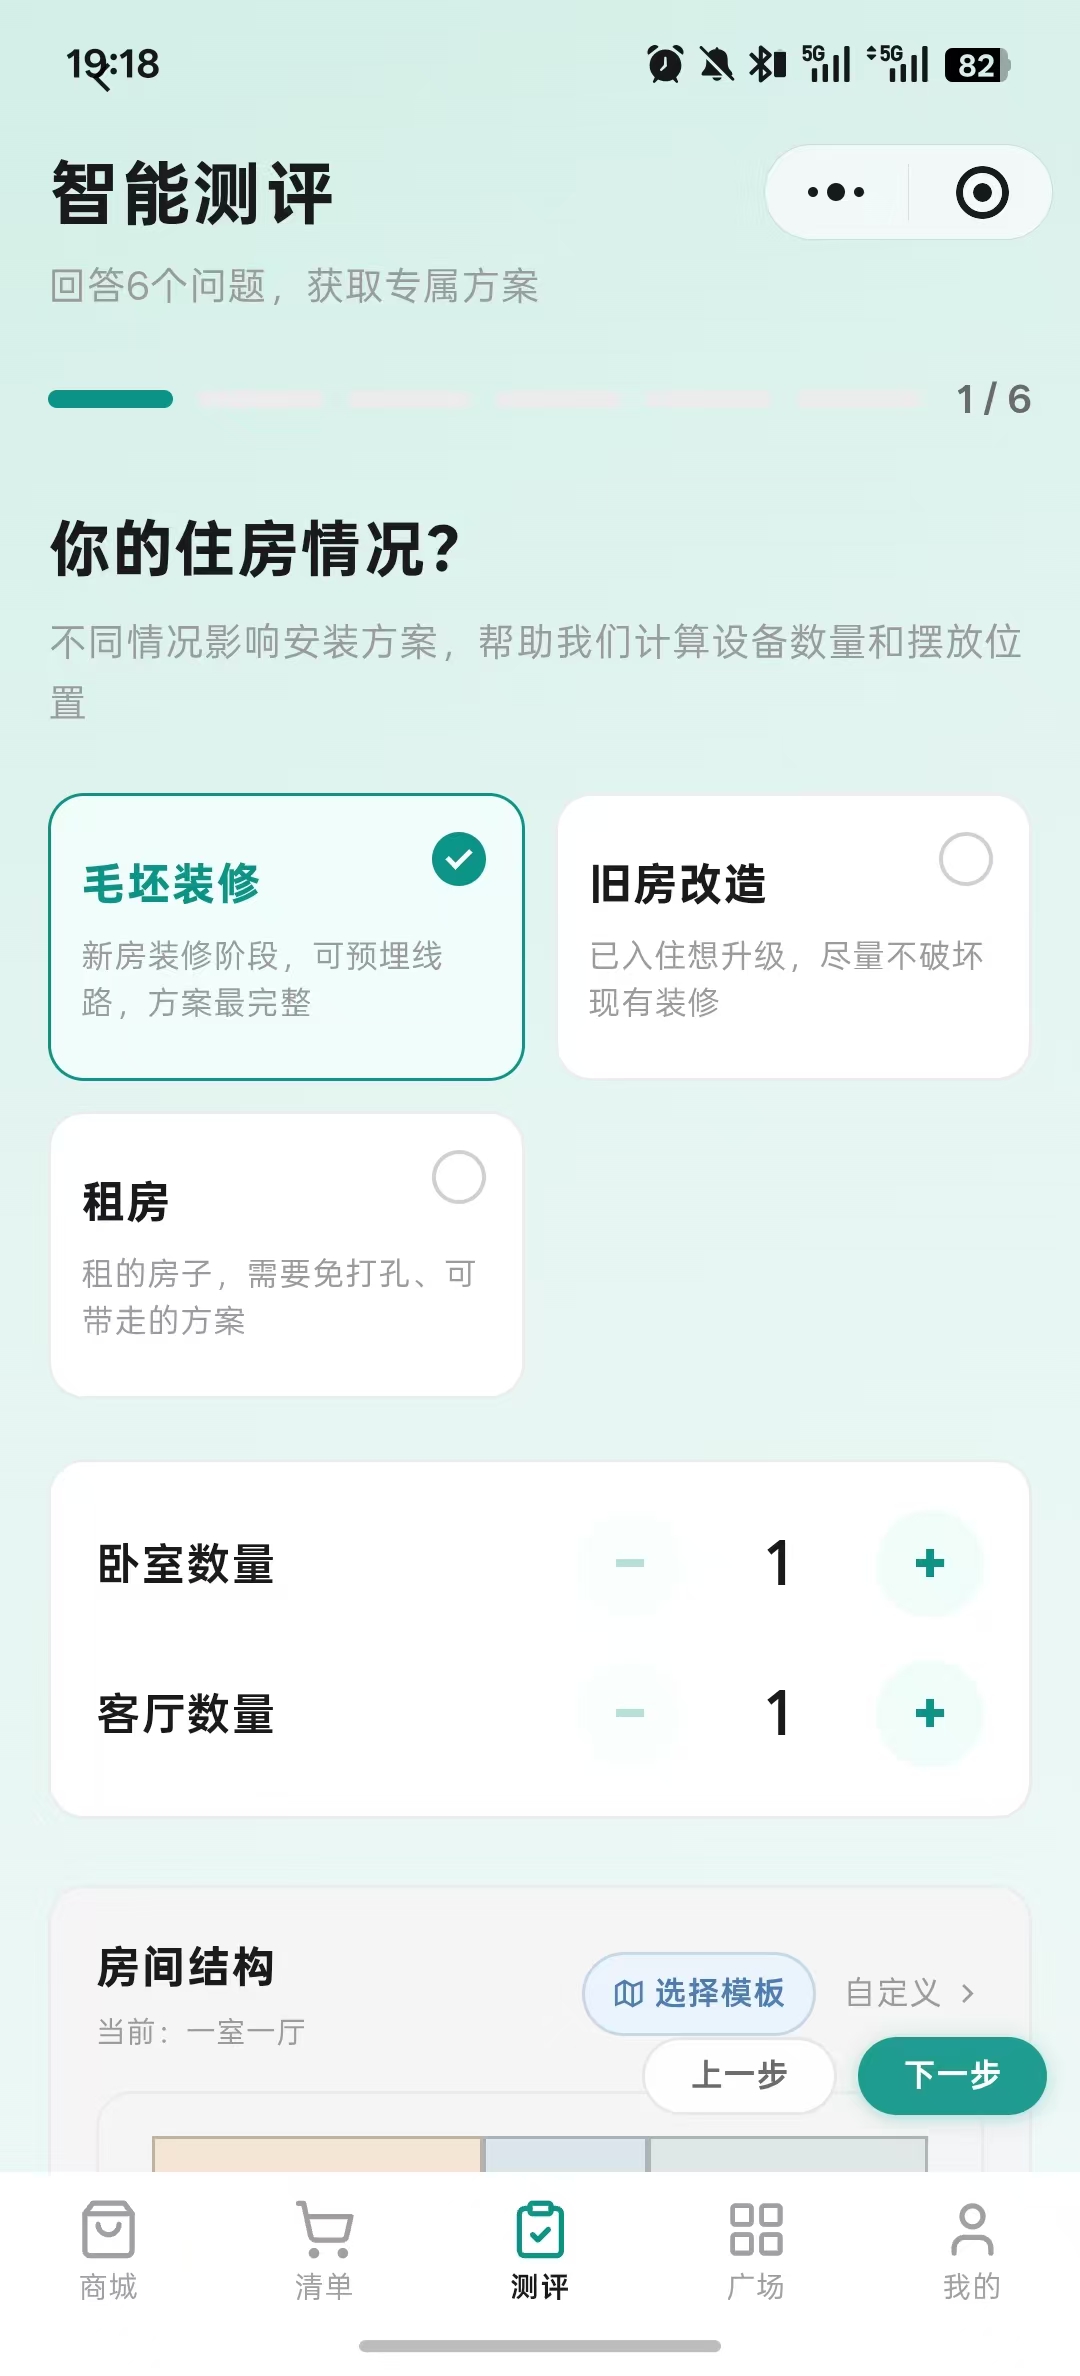 19:18
5G 5G 82
智能测评
回答6个问题，获取专属方案
1 / 6
你的住房情况?
不同情况影响安装方案，帮助我们计算设备数量和摆放位
置
毛坯装修
新房装修阶段，可预埋线
路，方案最完整
旧房改造
已入住想升级，尽量不破坏
现有装修
租房
租的房子，需要免打孔、可
带走的方案
卧室数量 － 1 +
客厅数量 － 1 +
房间结构
当前：一室一厅
选择模板
自定义 >
上一步
下一步
商城
清单
测评
广场
我的